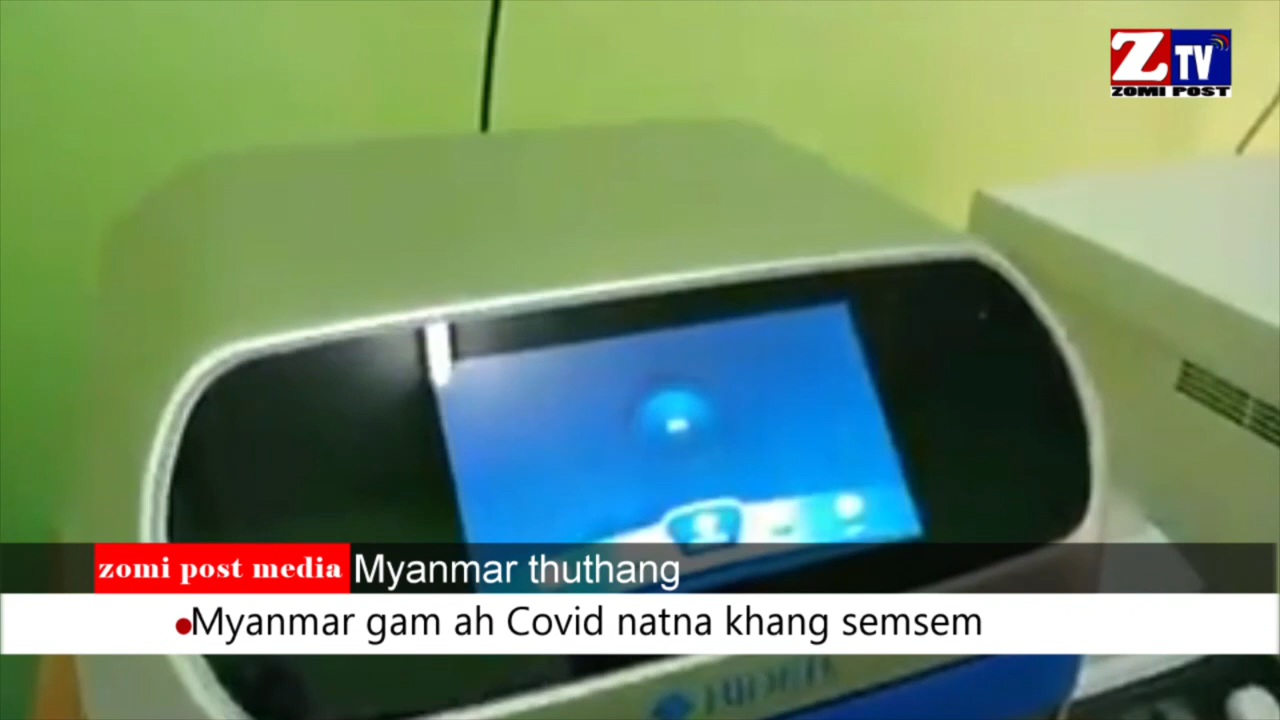 Z TV
ZOMI POST
zomi post media Myanmar thuthang
Myanmar gam ah Covid natna khang semsem